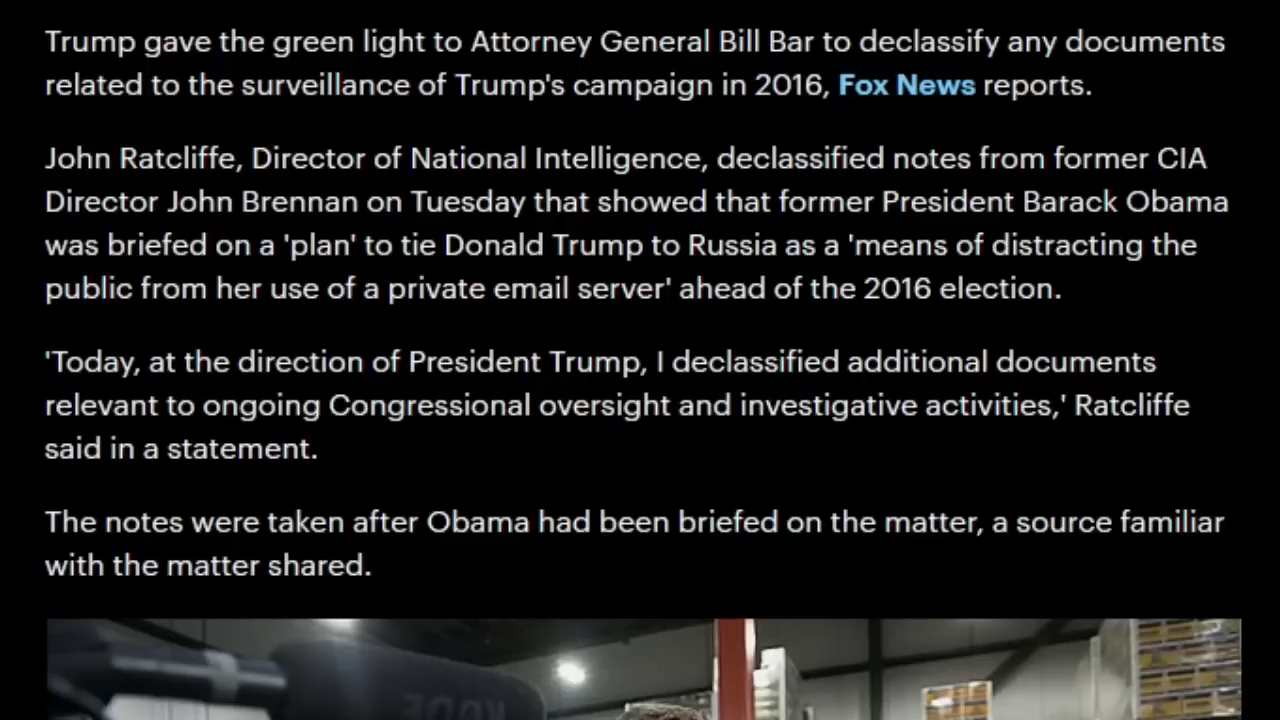 Trump gave the green light to Attorney General Bill Bar to declassify any documents
related to the surveillance of Trump's campaign in 2016, Fox News reports.
John Ratcliffe, Director of National Intelligence, declassified notes from former CIA
Director John Brennan on Tuesday that showed that former President Barack Obama
was briefed on a 'plan' to tie Donald Trump to Russia as a 'means of distracting the
public from her use of a private email server' ahead of the 2016 election.
'Today, at the direction of President Trump, I declassified additional documents
relevant to ongoing Congressional oversight and investigative activities,' Ratcliffe
said in a statement.
The notes were taken after Obama had been briefed on the matter, a source familiar
with the matter shared.
RODE